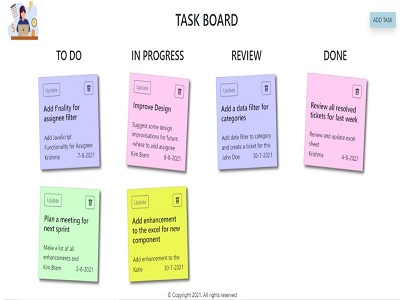 TASK BOARD
ADD TASK
TO DO
IN PROGRESS
REVIEW
DONE
Update
Add F'nality for
assignee filter
Add JavaScript
Functionality for Assignee
Krishma 7-8-2021
Update
Improve Design
Suggest some design
improvisations for future
-where to add asignee
Kim Bram 8-8-2021
Update
Add a data filter for
categories
Add data filter to category
and create a ticket for this
John Doe 30-7-2021
Review all resolved
tickets for last week
Review and update excel
sheet
Krishme 4-8-2021
Update
Plan a meeting for
next sprint
Make a list of all
enhancements and
Kim Bram 2-8-2021
Update
Add enhancement
to the excel for new
component
Add enhancement to the
Katie 30-7-2021
© Copyright 2021. All rights reserved